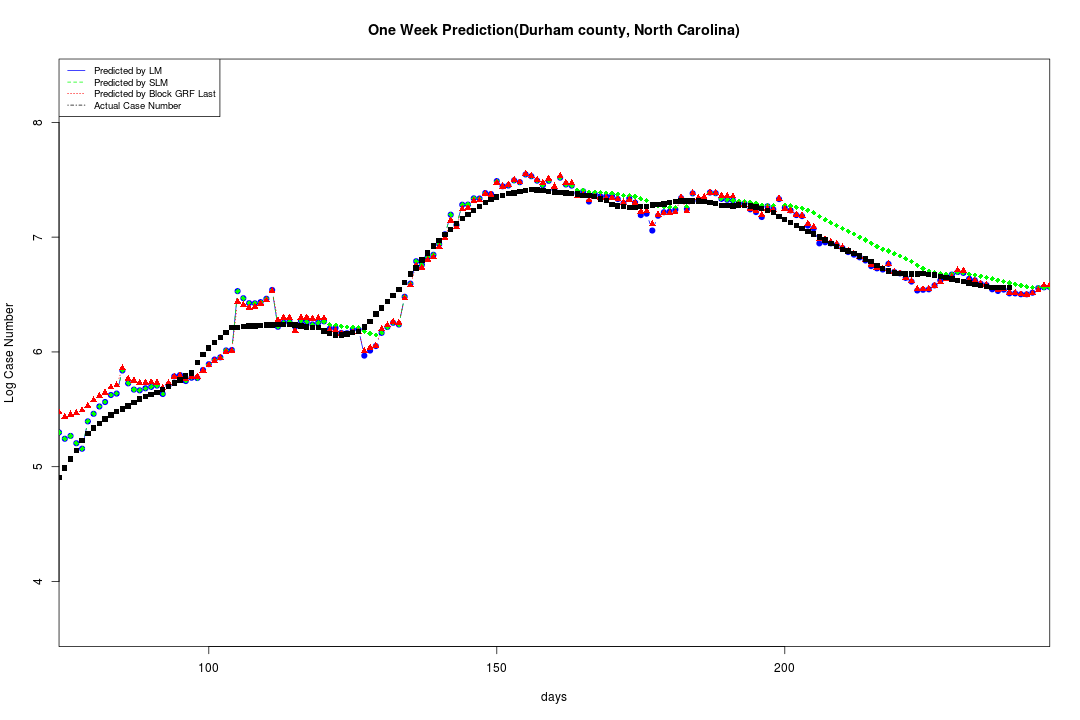 One Week Prediction(Durham county, North Carolina)
Predicted by LM
Predicted by SLM
Predicted by Block GRF Last
Actual Case Number
8
7
6
5
4
Log Case Number
100
150
200
days